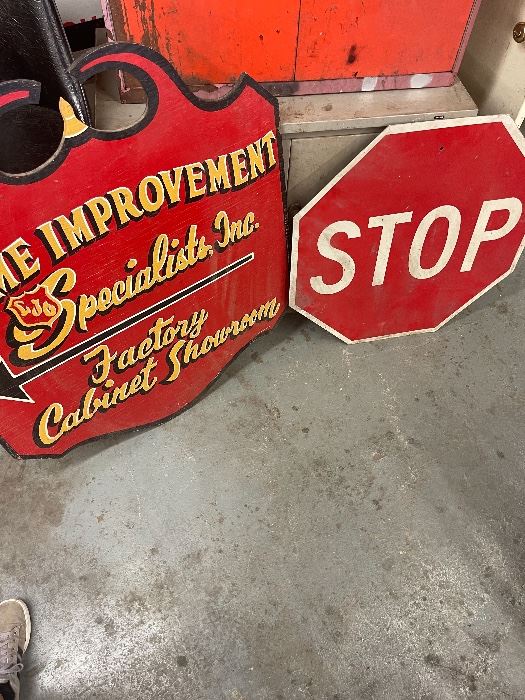 ME IMPROVEMENT
Specialists, Inc.
Factory
Cabinet Showroom
STOP